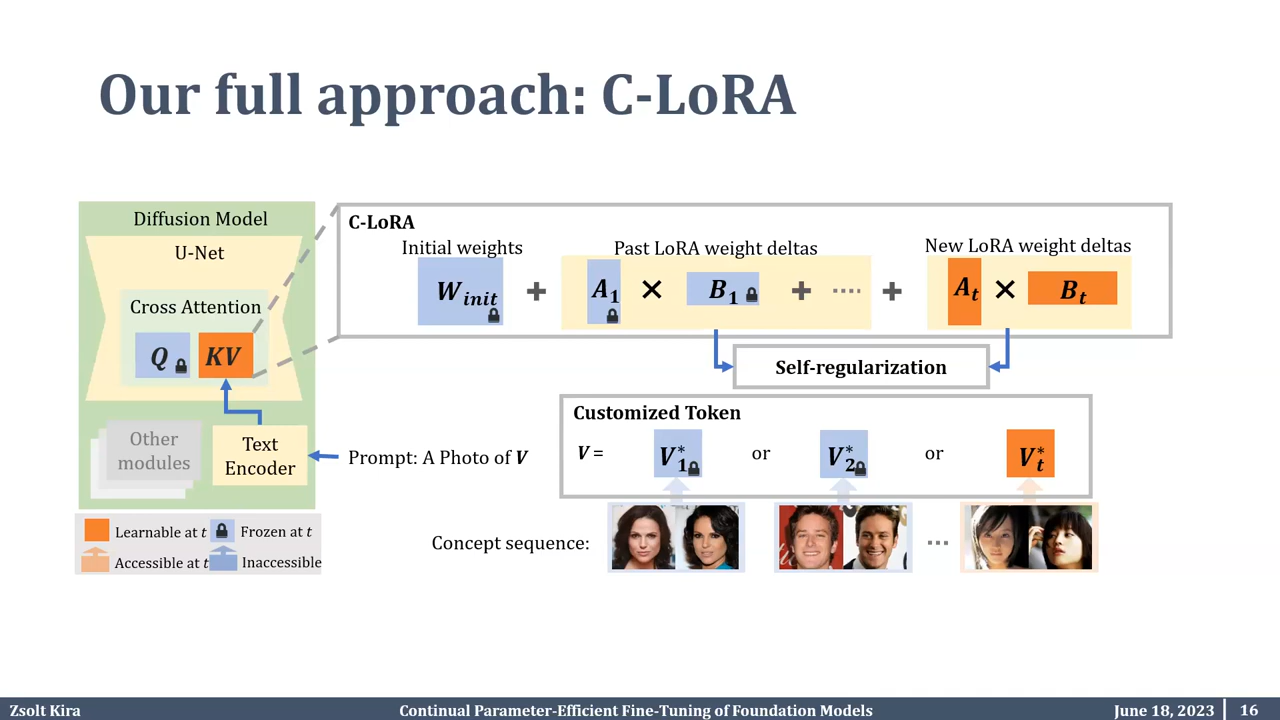 Our full approach: C-LoRA
Diffusion Model
U-Net
Cross Attention
Q
KV
Other
modules
Text
Encoder
Learnable at t
Frozen at t
Accessible at t
Inaccessible
C-LoRA
Initial weights
Past LoRA weight deltas
New LoRA weight deltas
W_init + A_1 × B_1 + .... + A_t × B_t
Self-regularization
Prompt: A Photo of V
Customized Token
V = V_1^* or V_2^* or V_t^*
Concept sequence:
...
Zsolt Kira
Continual Parameter-Efficient Fine-Tuning of Foundation Models
June 18, 2023
16